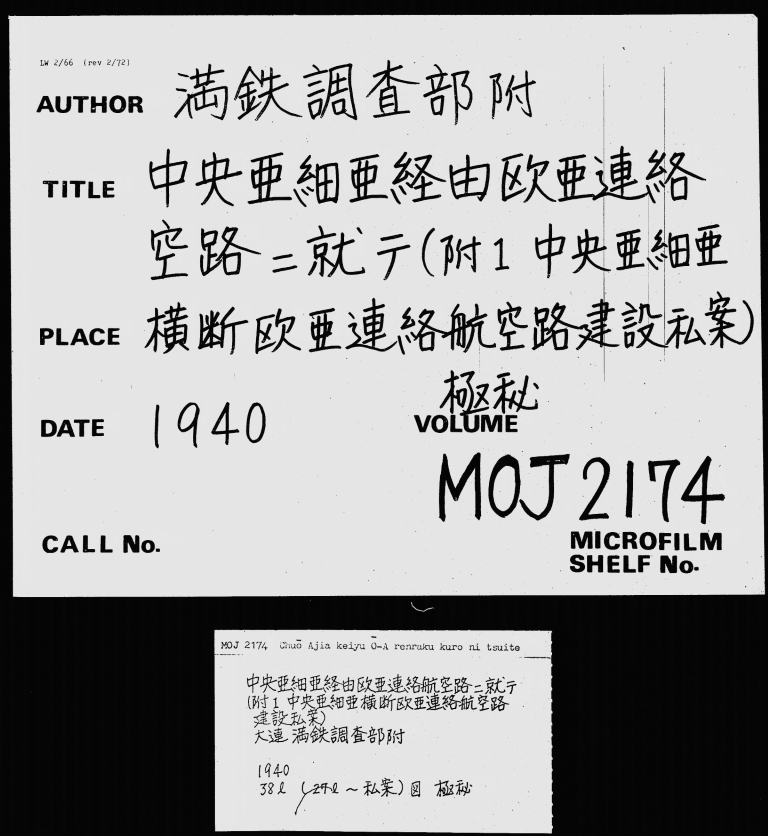 LW 2/66 (rev 2/72)
AUTHOR 満鉄調査部 附
TITLE 中央亜細亜経由欧亜連絡
空路ニ就テ(附1 中央亜細亜
PLACE 横断欧亜連絡航空路建設私案)
極秘
DATE 1940
VOLUME
MOJ 2174
CALL No.
MICROFILM
SHELF No.
MOJ 2174 Chuō Ajia keiyu Ō-A renraku kuro ni tsuite
中央亜細亜経由欧亜連絡航空路ニ就テ
(附1 中央亜細亜横断欧亜連絡航空路
建設私案)
大連 満鉄調査部附
1940
38ℓ (24ℓ ~ 私案) 図 極秘